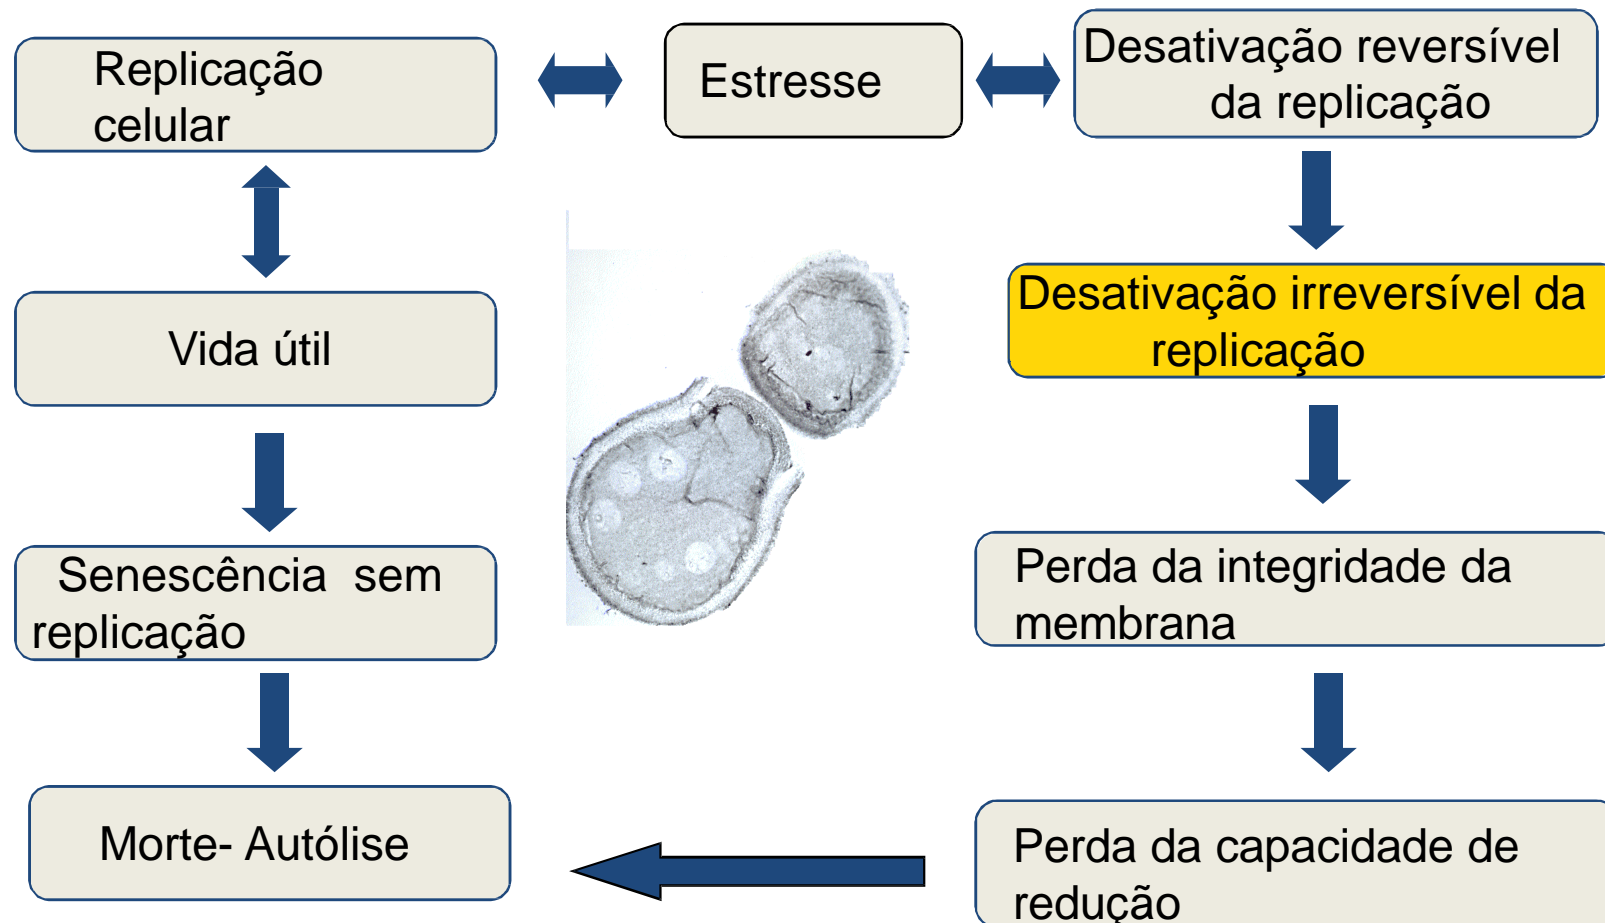 Replicação
celular
Estresse
Desativação reversível
da replicação
Vida útil
Desativação irreversível da
replicação
Senescência sem
replicação
Perda da integridade da
membrana
Morte- Autólise
Perda da capacidade de
redução